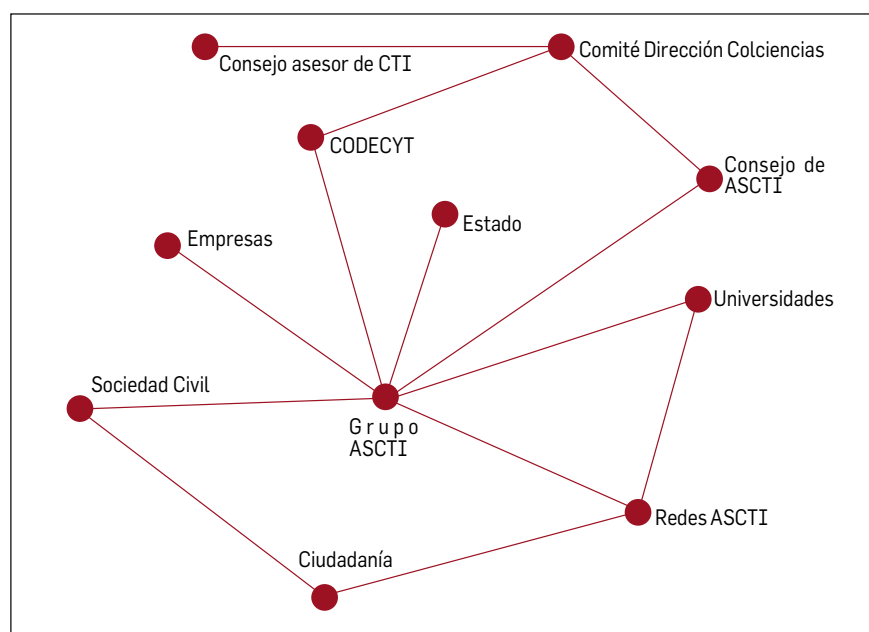 Consejo asesor de CTI
Comité Dirección Colciencias
CODECYT
Consejo de
ASCTI
Estado
Empresas
Universidades
Sociedad Civil
Grupo
ASCTI
Redes ASCTI
Ciudadanía